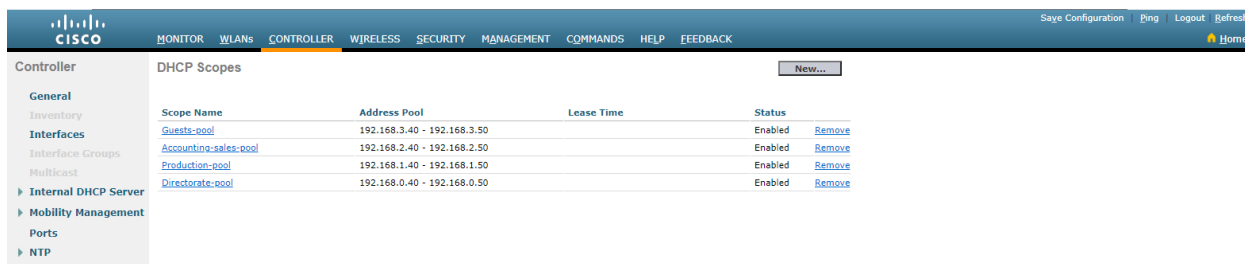 Save Configuration | Ping | Logout | Refresh
CISCO MONITOR WLANs CONTROLLER WIRELESS SECURITY MANAGEMENT COMMANDS HELP FEEDBACK Home
Controller
General
Inventory
Interfaces
Interface Groups
Multicast
Internal DHCP Server
Mobility Management
Ports
NTP
DHCP Scopes New...
Scope Name Address Pool Lease Time Status
Guests-pool 192.168.3.40 - 192.168.3.50 Enabled Remove
Accounting-sales-pool 192.168.2.40 - 192.168.2.50 Enabled Remove
Production-pool 192.168.1.40 - 192.168.1.50 Enabled Remove
Directorate-pool 192.168.0.40 - 192.168.0.50 Enabled Remove